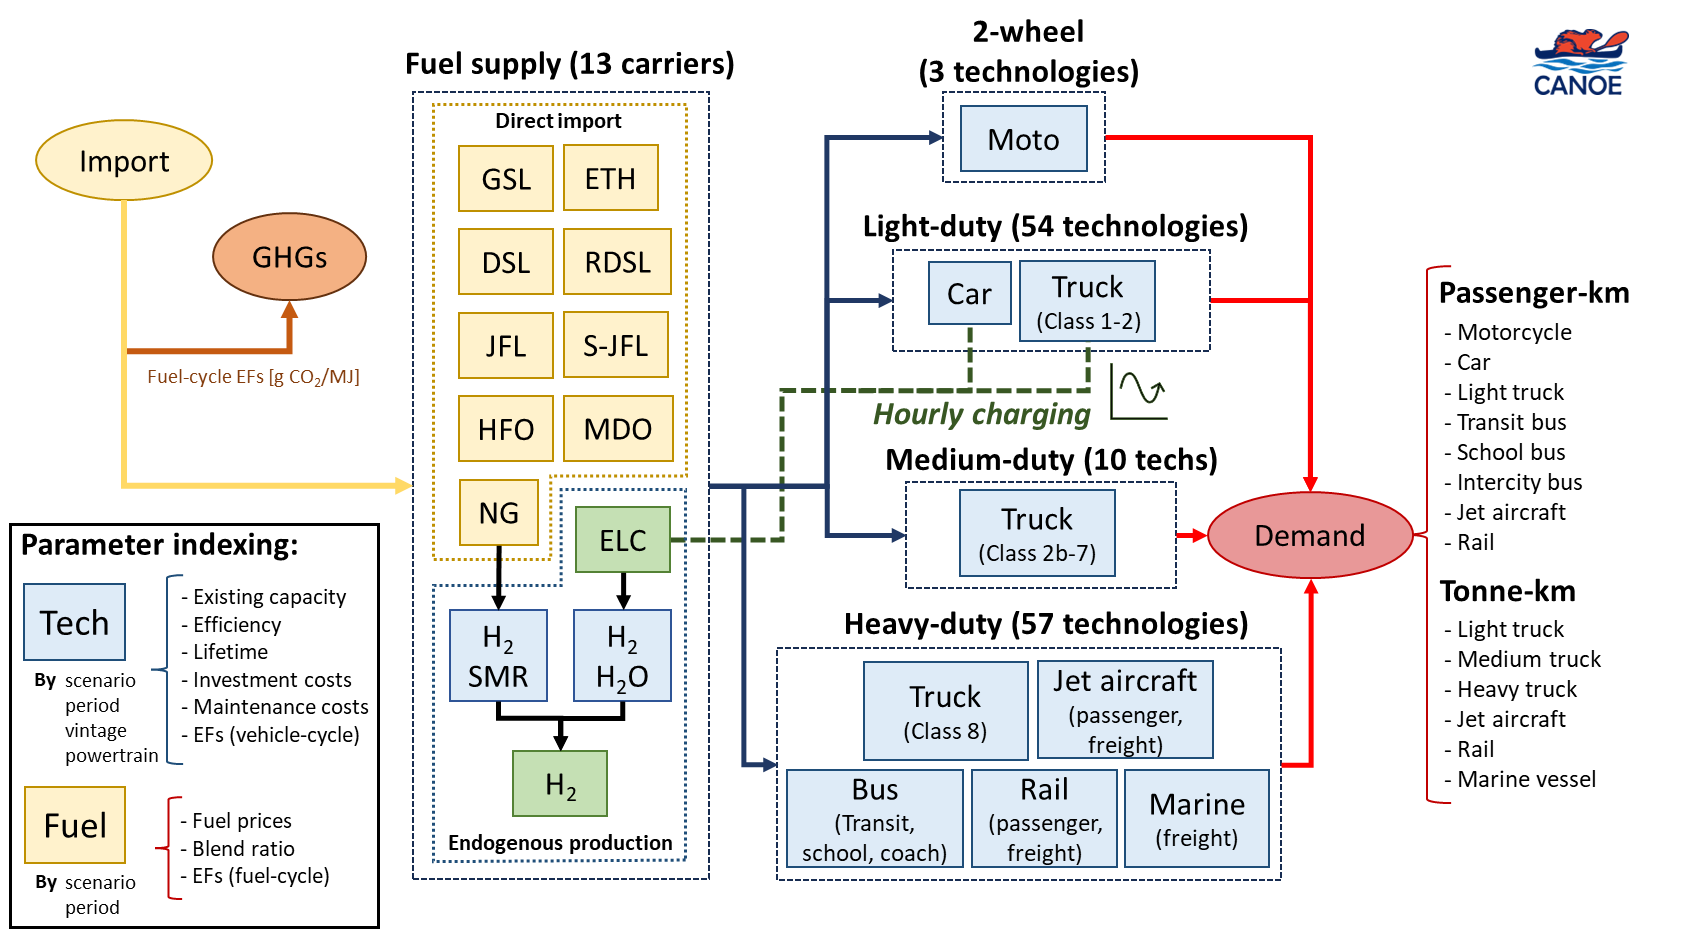 Import
GHGs
Fuel-cycle EFs [g CO₂/MJ]
Fuel supply (13 carriers)
Direct import
GSL
ETH
DSL
RDSL
JFL
S-JFL
HFO
MDO
NG
ELC
H₂
SMR
H₂
H₂O
H₂
Endogenous production
2-wheel
(3 technologies)
Moto
Light-duty (54 technologies)
Car
Truck
(Class 1-2)
Hourly charging
Medium-duty (10 techs)
Truck
(Class 2b-7)
Heavy-duty (57 technologies)
Truck
(Class 8)
Jet aircraft
(passenger,
freight)
Bus
(Transit,
school, coach)
Rail
(passenger,
freight)
Marine
(freight)
Demand
CANOE
Passenger-km
- Motorcycle
- Car
- Light truck
- Transit bus
- School bus
- Intercity bus
- Jet aircraft
- Rail
Tonne-km
- Light truck
- Medium truck
- Heavy truck
- Jet aircraft
- Rail
- Marine vessel
Parameter indexing:
Tech
By scenario
period
vintage
powertrain
- Existing capacity
- Efficiency
- Lifetime
- Investment costs
- Maintenance costs
- EFs (vehicle-cycle)
Fuel
By scenario
period
- Fuel prices
- Blend ratio
- EFs (fuel-cycle)